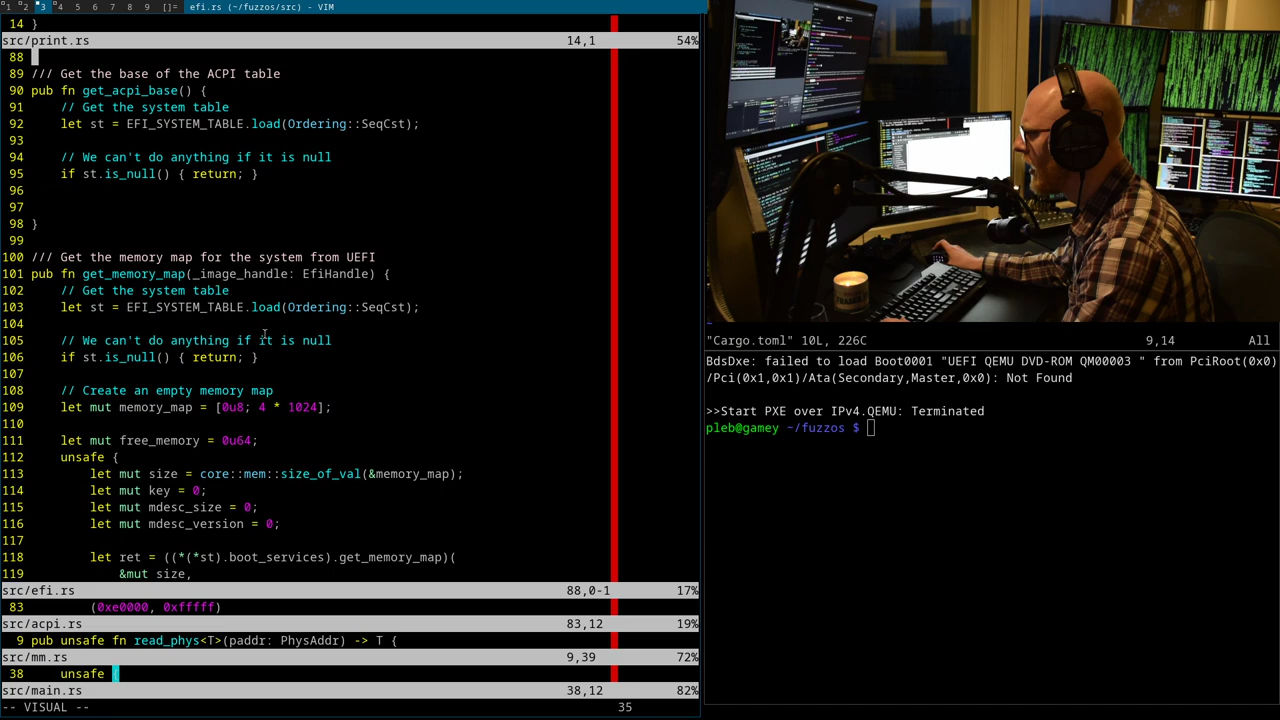 1 2 3 4 5 6 7 8 9 []= efi.rs (~/fuzzos/src) - VIM
14 }
src/print.rs 14,1 54%
88
89 /// Get the base of the ACPI table
90 pub fn get_acpi_base() {
91 // Get the system table
92 let st = EFI_SYSTEM_TABLE.load(Ordering::SeqCst);
93
94 // We can't do anything if it is null
95 if st.is_null() { return; }
96
97
98 }
99
100 /// Get the memory map for the system from UEFI
101 pub fn get_memory_map(_image_handle: EfiHandle) {
102 // Get the system table
103 let st = EFI_SYSTEM_TABLE.load(Ordering::SeqCst);
104
105 // We can't do anything if it is null
106 if st.is_null() { return; }
107
108 // Create an empty memory map
109 let mut memory_map = [0u8; 4 * 1024];
110
111 let mut free_memory = 0u64;
112 unsafe {
113 let mut size = core::mem::size_of_val(&memory_map);
114 let mut key = 0;
115 let mut mdesc_size = 0;
116 let mut mdesc_version = 0;
117
118 let ret = ((*(*st).boot_services).get_memory_map)(
119 &mut size,
src/efi.rs 88,0-1 17%
83 (0xe0000, 0xfffff)
src/acpi.rs 83,12 19%
9 pub unsafe fn read_phys<T>(paddr: PhysAddr) -> T {
src/mm.rs 9,39 72%
38 unsafe {
src/main.rs 38,12 82%
-- VISUAL -- 35
~
"Cargo.toml" 10L, 226C 9,14 All
BdsDxe: failed to load Boot0001 "UEFI QEMU DVD-ROM QM00003 " from PciRoot(0x0)
/Pci(0x1,0x1)/Ata(Secondary,Master,0x0): Not Found
>>Start PXE over IPv4.QEMU: Terminated
pleb@gamey ~/fuzzos $